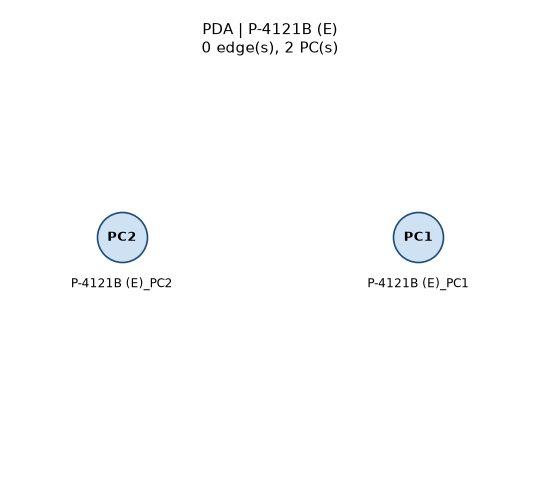 PDA | P-4121B (E)
0 edge(s), 2 PC(s)
PC2
PC1
P-4121B (E)_PC2
P-4121B (E)_PC1